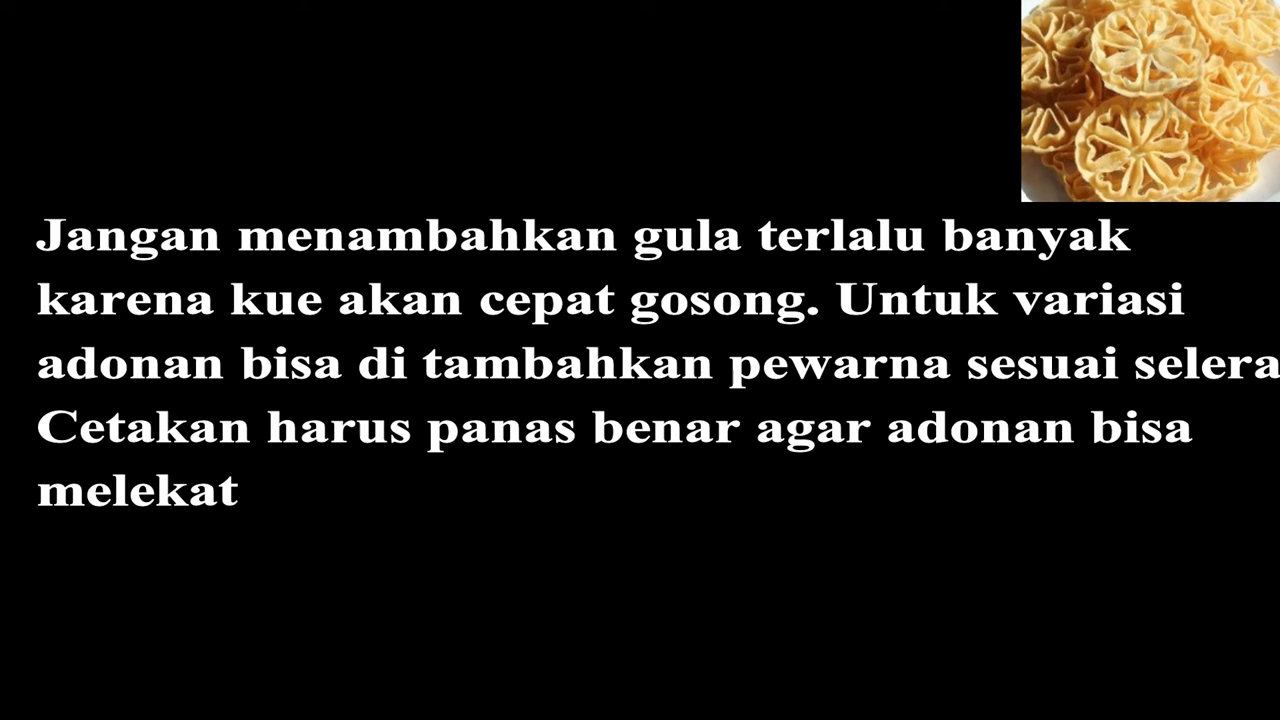 Jangan menambahkan gula terlalu banyak
karena kue akan cepat gosong. Untuk variasi
adonan bisa di tambahkan pewarna sesuai selera
Cetakan harus panas benar agar adonan bisa
melekat